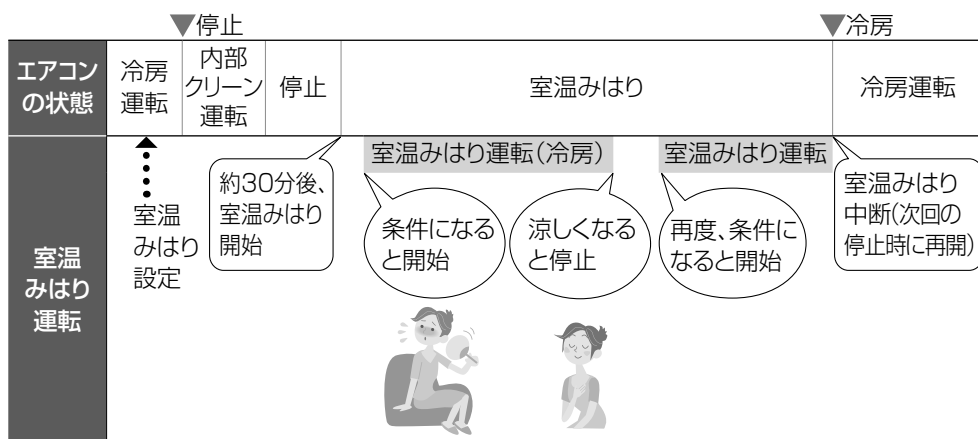 ▼停止
▼冷房
エアコン
の状態
冷房
運転
内部
クリーン
運転
停止
室温みはり
冷房運転
室温
みはり
運転
室温
みはり
設定
約30分後、
室温みはり
開始
室温みはり運転(冷房)
条件になる
と開始
涼しくなる
と停止
室温みはり運転
再度、条件に
なると開始
室温みはり
中断(次回の
停止時に再開)